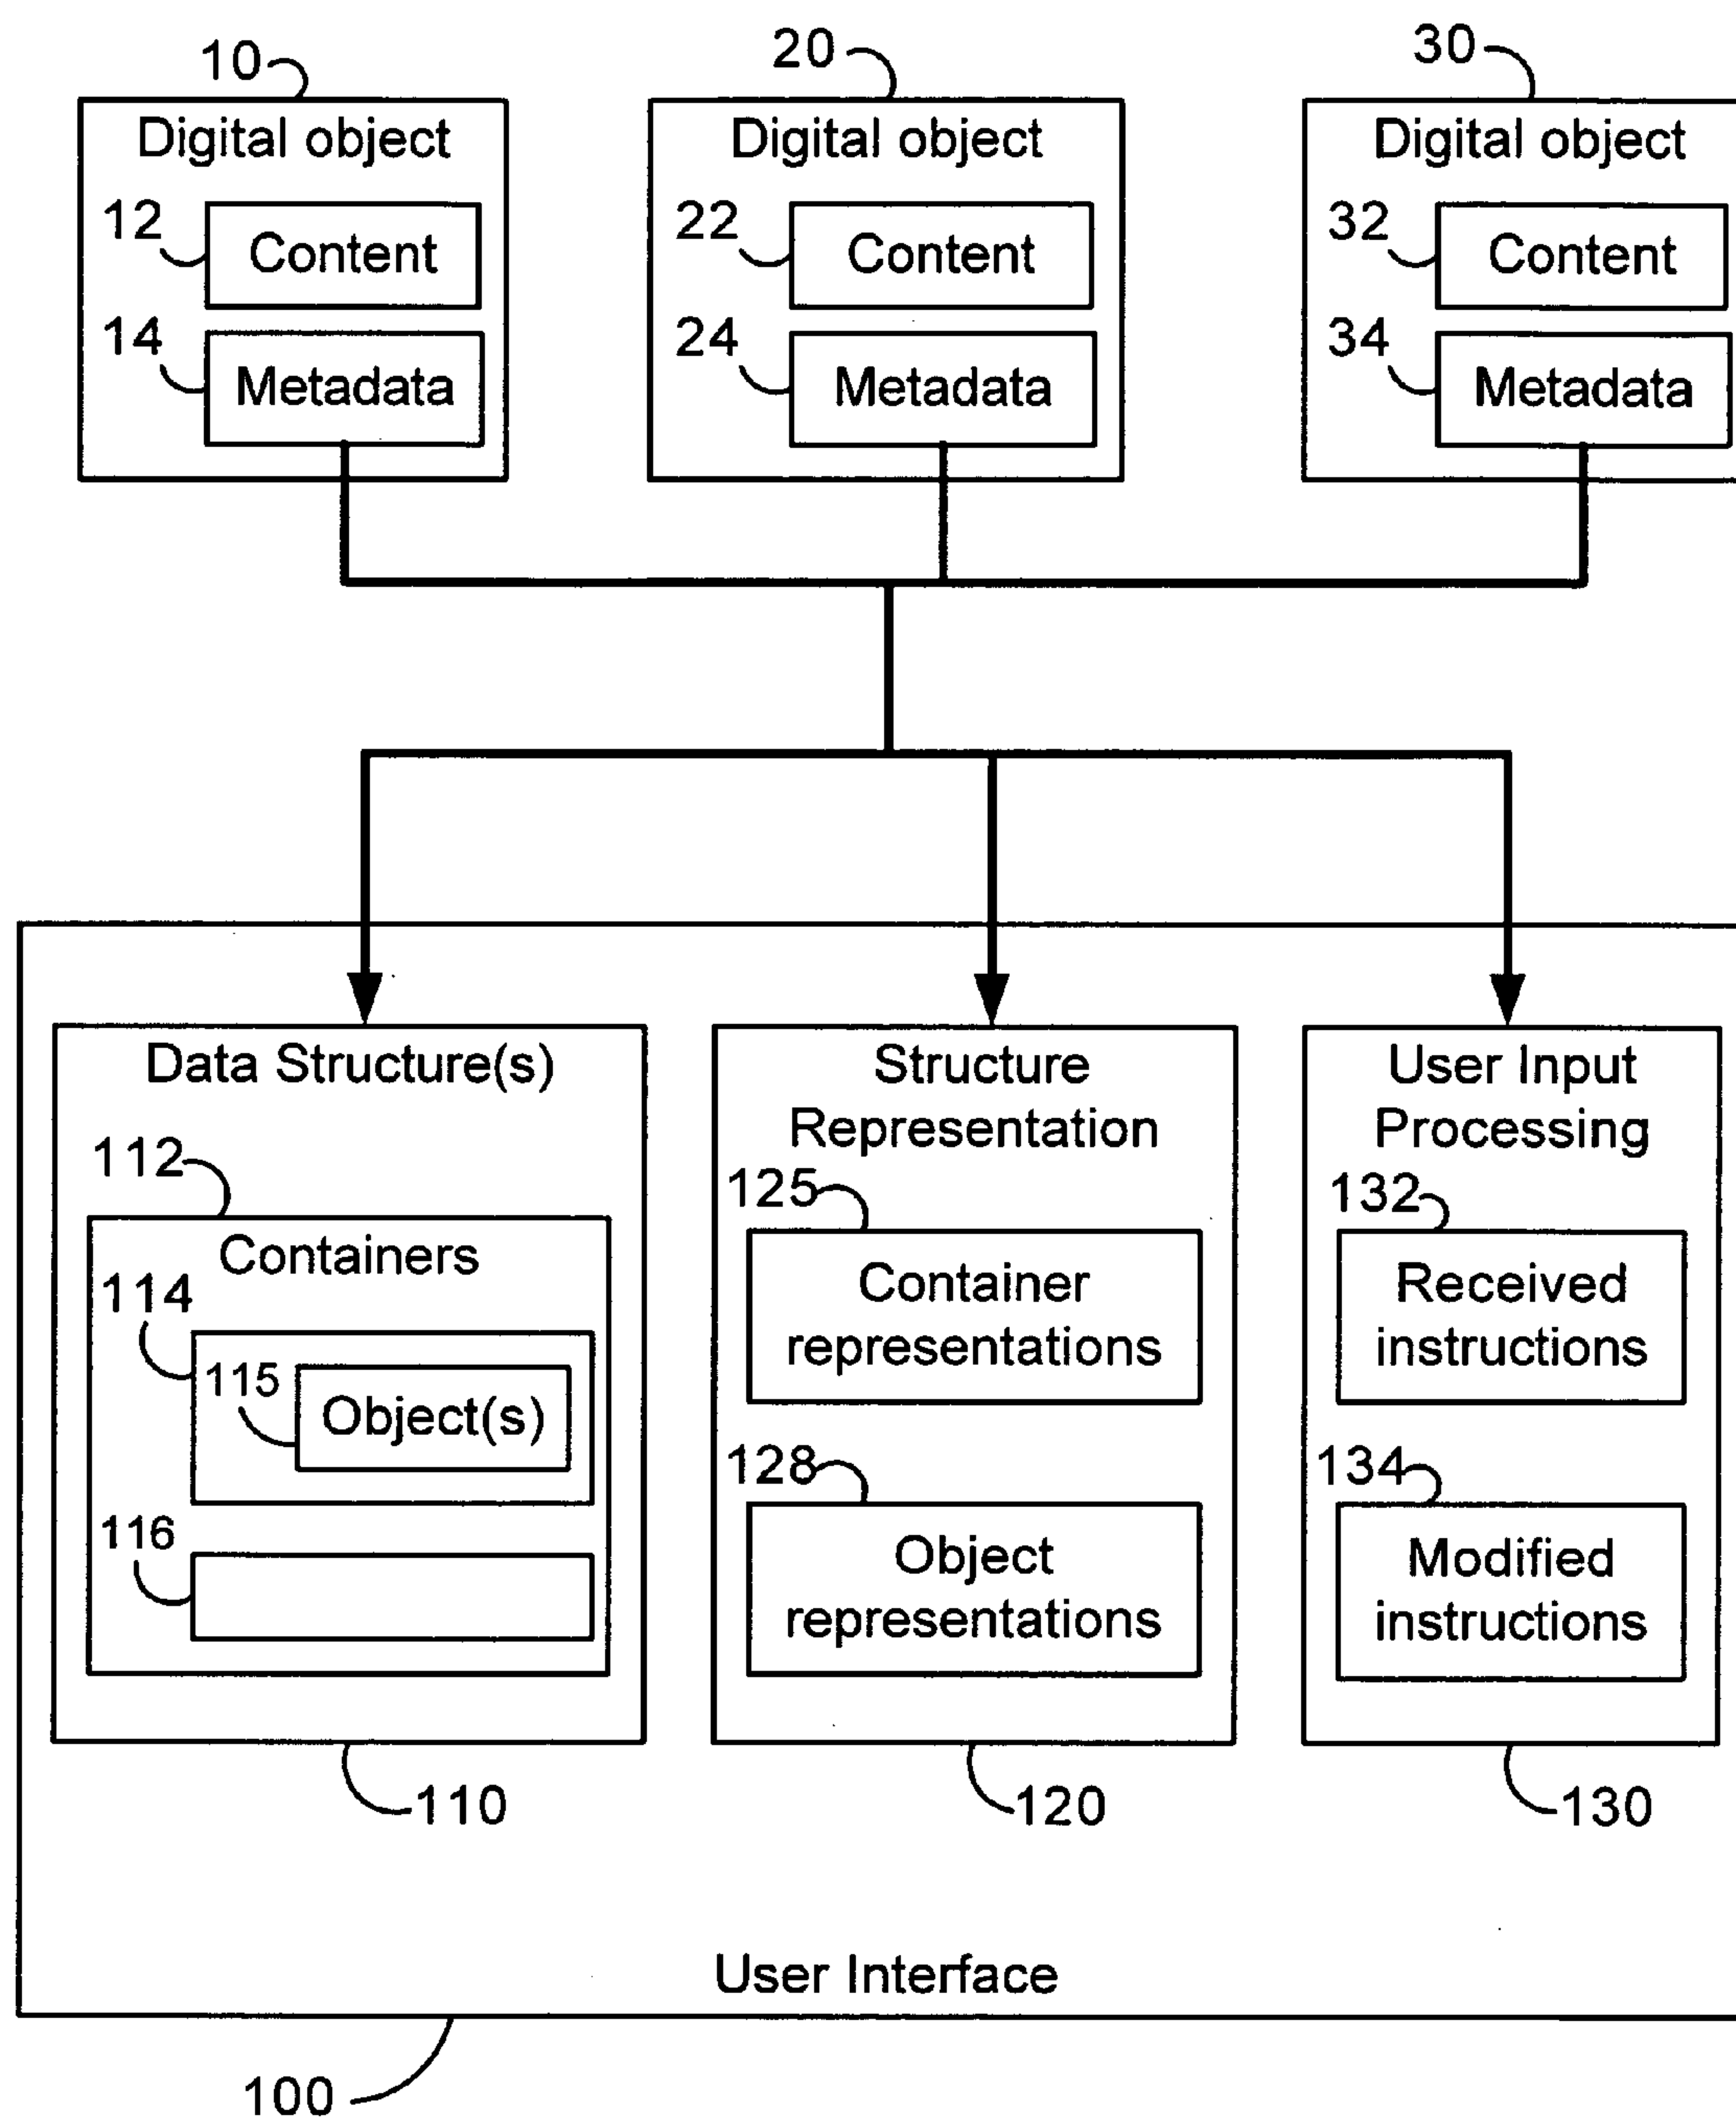 10
20
30
Digital object
Digital object
Digital object
12
Content
22
Content
32
Content
14
Metadata
24
Metadata
34
Metadata
Data Structure(s)
112
Containers
114
115
Object(s)
116
110
Structure
Representation
125
Container
representations
128
Object
representations
120
User Input
Processing
132
Received
instructions
134
Modified
instructions
130
User Interface
100